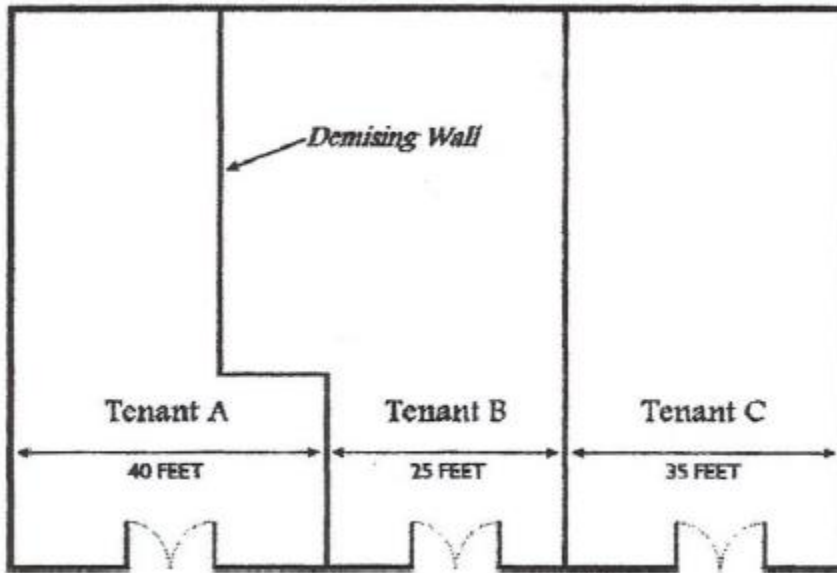 Demising Wall
Tenant A
Tenant B
Tenant C
40 FEET
25 FEET
35 FEET